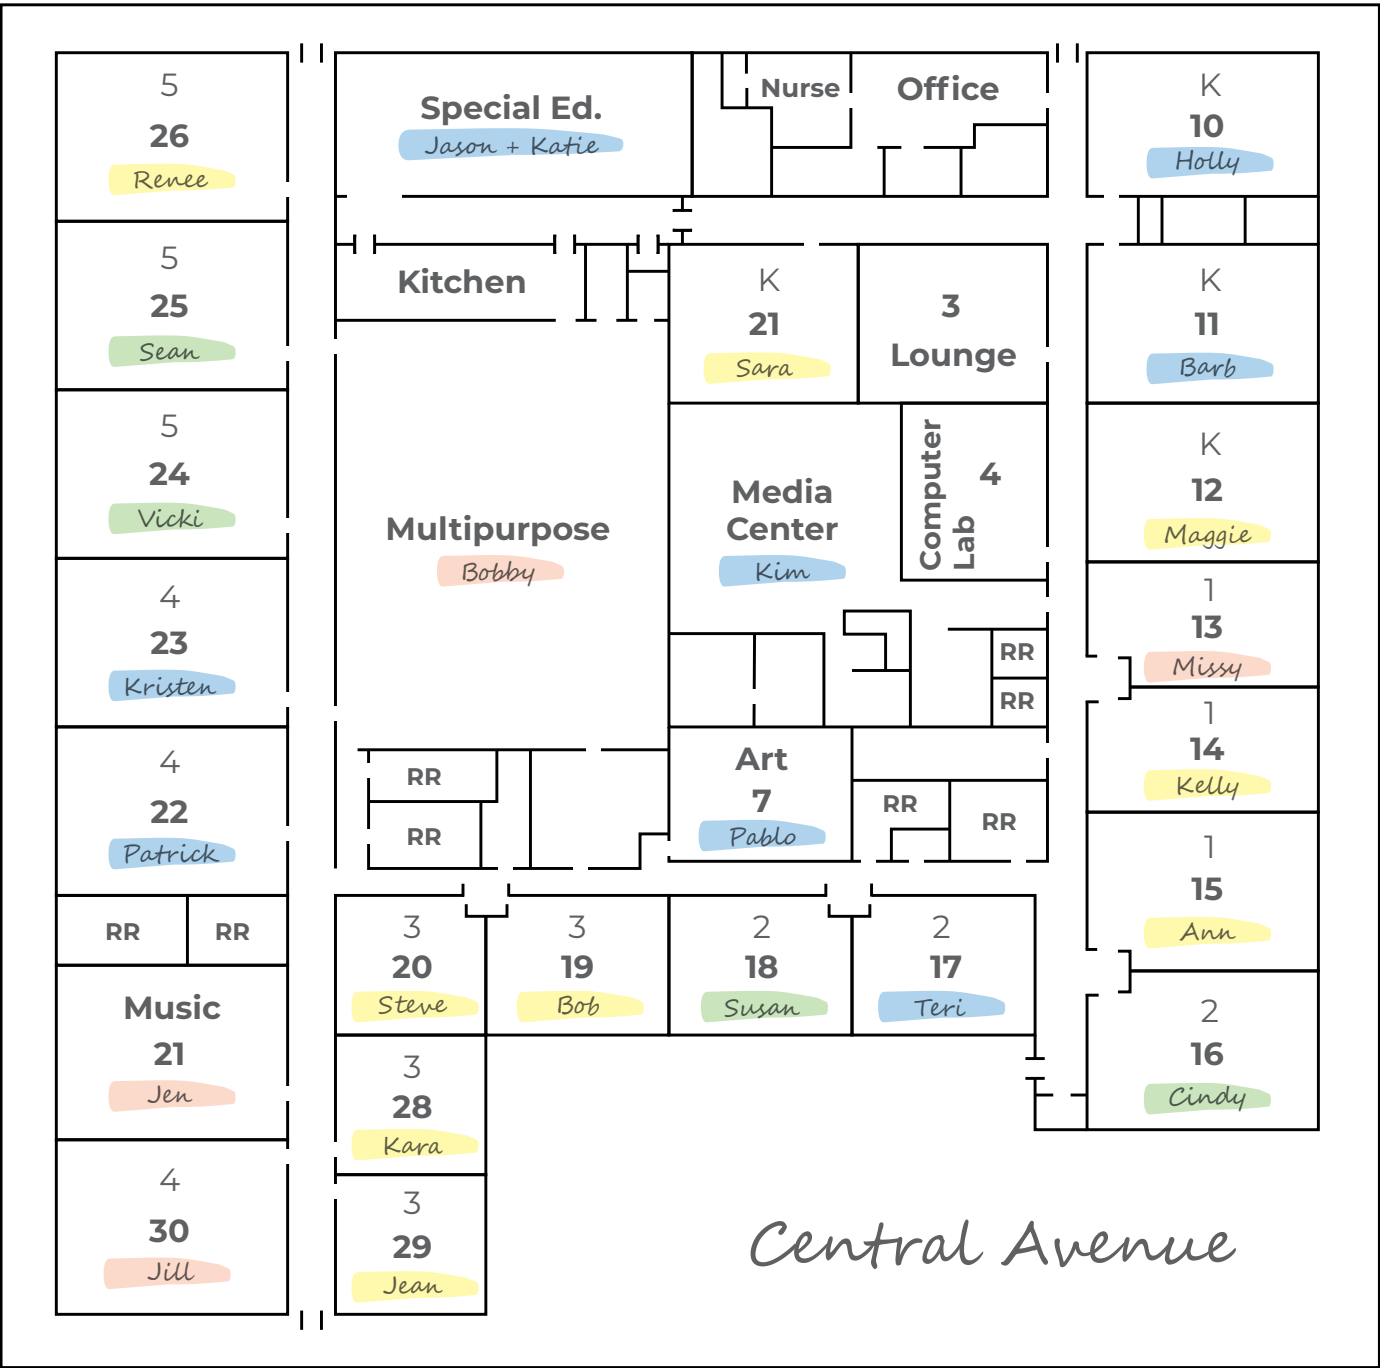 5
26
Renee
Special Ed.
Jason + Katie
Nurse
Office
K
10
Holly
5
25
Sean
Kitchen
K
21
Sara
3
Lounge
K
11
Barb
5
24
Vicki
Multipurpose
Bobby
Media
Center
Kim
Computer
Lab
4
K
12
Maggie
4
23
Kristen
RR
RR
1
13
Missy
4
22
Patrick
RR
RR
Art
7
Pablo
RR
RR
1
14
Kelly
RR
RR
3
20
Steve
3
19
Bob
2
18
Susan
2
17
Teri
1
15
Ann
Music
21
Jen
3
28
Kara
2
16
Cindy
4
30
Jill
3
29
Jean
Central Avenue